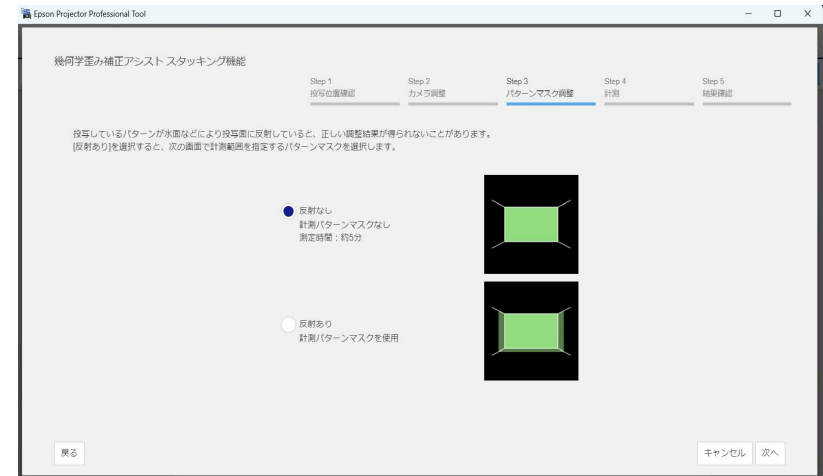 Epson Projector Professional Tool
幾何学歪み補正アシスト スタッキング機能
Step 1
投写位置確認
Step 2
カメラ調整
Step 3
パターンマスク調整
Step 4
計測
Step 5
結果確認
投写しているパターンが水面などにより投写面に反射していると、正しい調整結果が得られないことがあります。
[反射あり]を選択すると、次の画面で計測範囲を指定するパターンマスクを選択します。
反射なし
計測パターンマスクなし
測定時間：約5分
反射あり
計測パターンマスクを使用
戻る
キャンセル
次へ